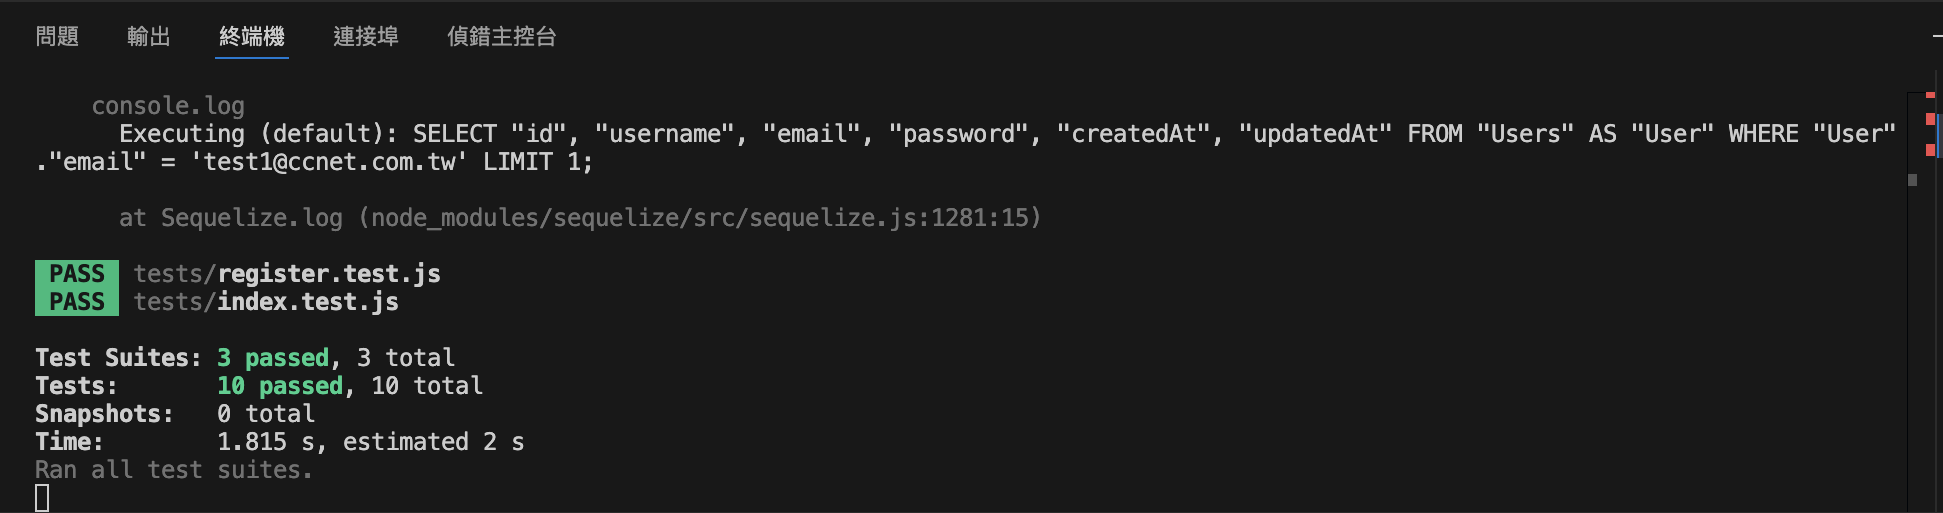 問題 輸出 終端機 連接埠 偵錯主控台
console.log
Executing (default): SELECT "id", "username", "email", "password", "createdAt", "updatedAt" FROM "Users" AS "User" WHERE "User"
."email" = 'test1@ccnet.com.tw' LIMIT 1;
at Sequelize.log (node_modules/sequelize/src/sequelize.js:1281:15)
PASS tests/register.test.js
PASS tests/index.test.js
Test Suites: 3 passed, 3 total
Tests: 10 passed, 10 total
Snapshots: 0 total
Time: 1.815 s, estimated 2 s
Ran all test suites.